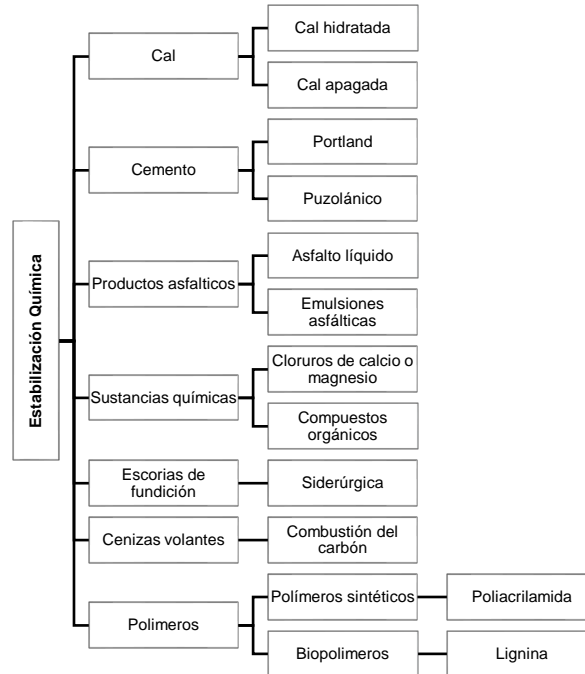 Estabilización Química
Cal
Cal hidratada
Cal apagada
Cemento
Portland
Puzolánico
Productos asfalticos
Asfalto líquido
Emulsiones
asfálticas
Sustancias químicas
Cloruros de calcio o
magnesio
Compuestos
orgánicos
Escorias de
fundición
Siderúrgica
Cenizas volantes
Combustión del
carbón
Polimeros
Polímeros sintéticos
Poliacrilamida
Biopolimeros
Lignina